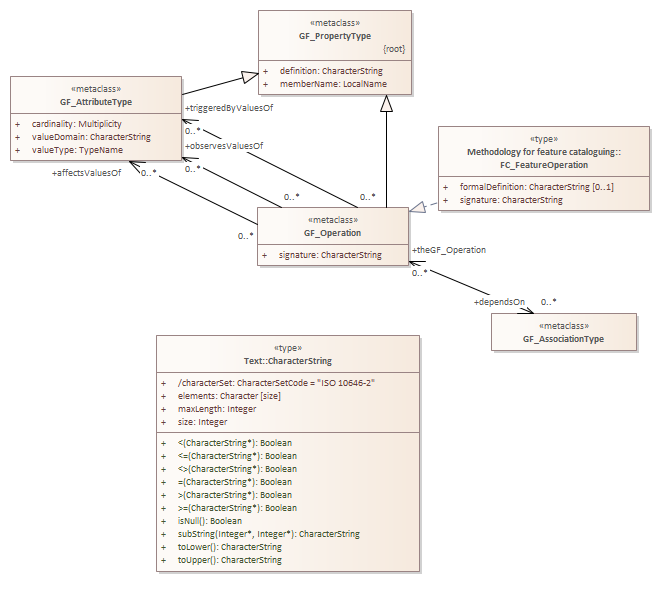 «metaclass»
GF_PropertyType
{root}
+ definition: CharacterString
+ memberName: LocalName
«metaclass»
GF_AttributeType
+ cardinality: Multiplicity
+ valueDomain: CharacterString
+ valueType: TypeName
+triggeredByValuesOf
0..*
+observesValuesOf
0..*
+affectsValuesOf
0..*
0..*
0..*
«type»
Methodology for feature cataloguing::
FC_FeatureOperation
+ formalDefinition: CharacterString [0..1]
+ signature: CharacterString
«metaclass»
GF_Operation
+ signature: CharacterString
+theGF_Operation
0..*
+dependsOn
0..*
«metaclass»
GF_AssociationType
«type»
Text::CharacterString
+ /characterSet: CharacterSetCode = "ISO 10646-2"
+ elements: Character [size]
+ maxLength: Integer
+ size: Integer
+ <(CharacterString*): Boolean
+ <=(CharacterString*): Boolean
+ <>(CharacterString*): Boolean
+ =(CharacterString*): Boolean
+ >(CharacterString*): Boolean
+ >=(CharacterString*): Boolean
+ isNull(): Boolean
+ subString(Integer*, Integer*): CharacterString
+ toLower(): CharacterString
+ toUpper(): CharacterString
0..*